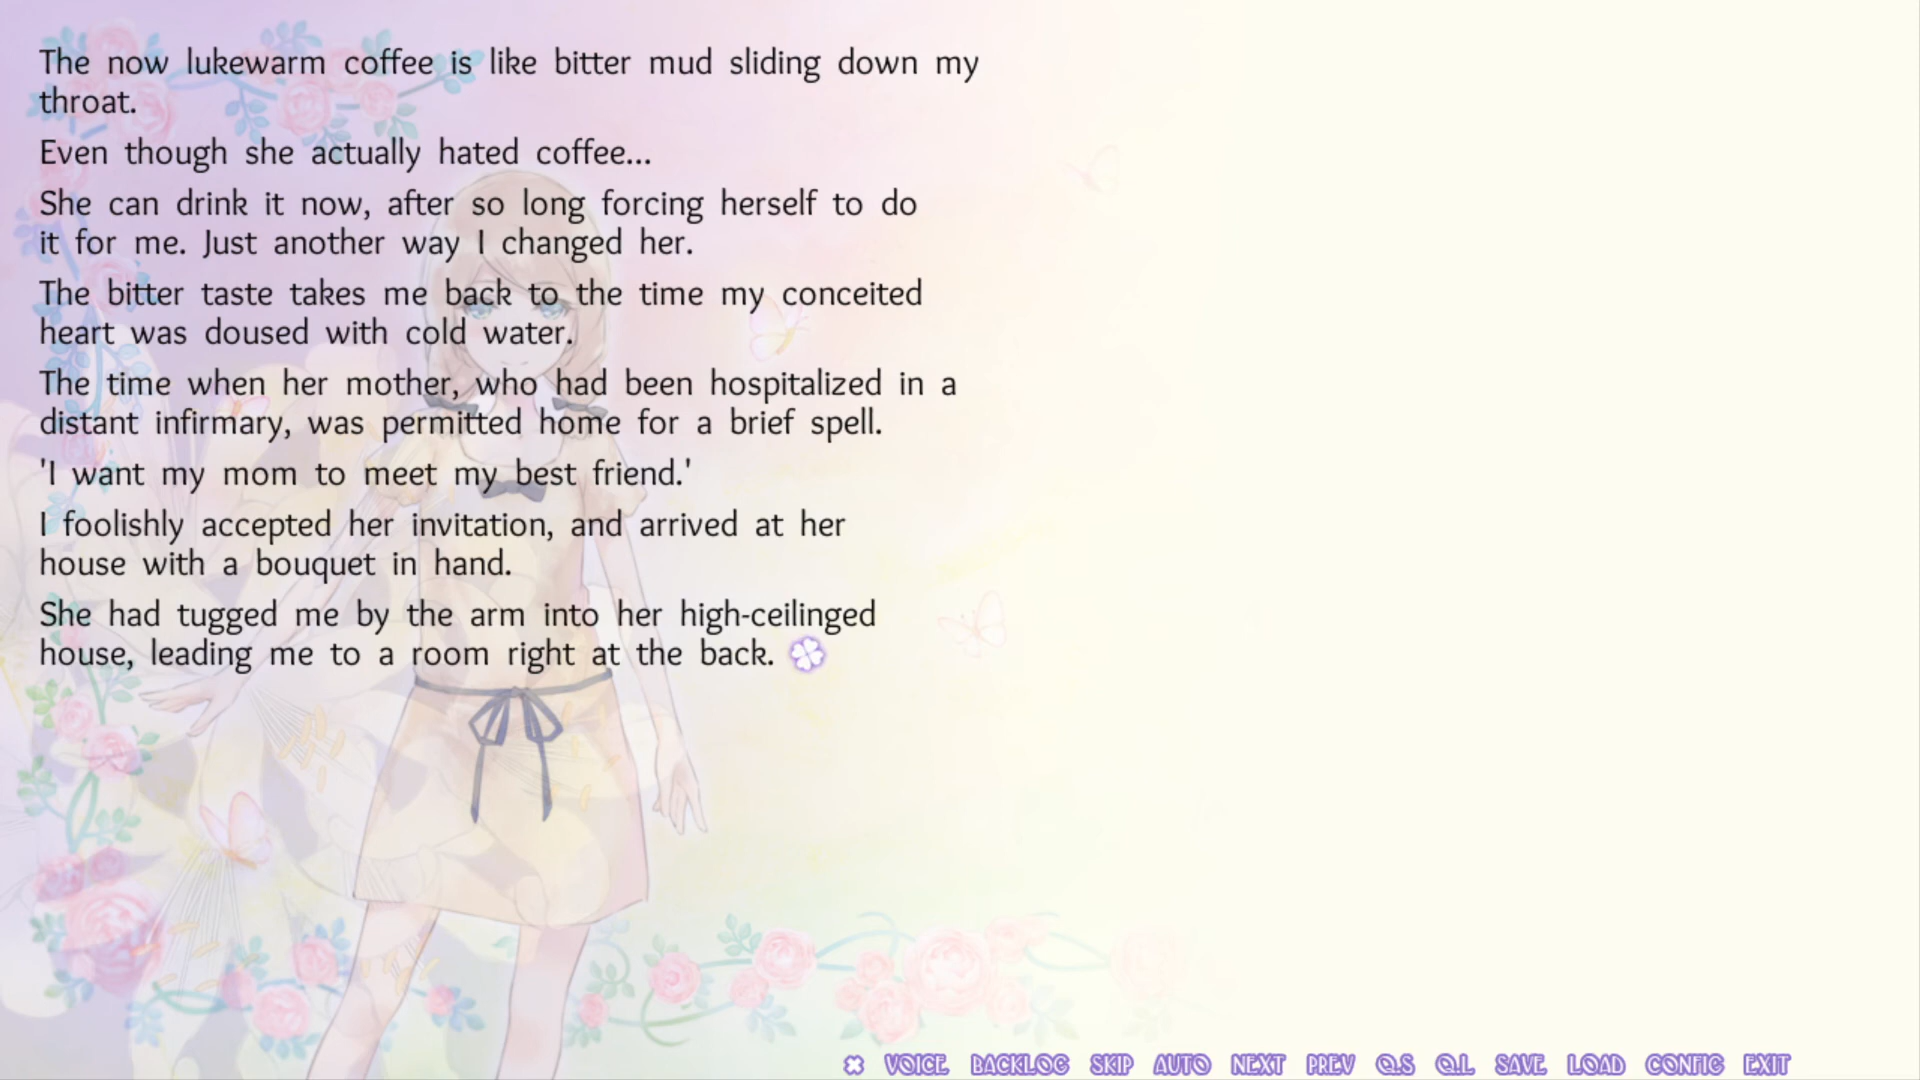 The now lukewarm coffee is like bitter mud sliding down my
throat.
Even though she actually hated coffee...
She can drink it now, after so long forcing herself to do
it for me. Just another way I changed her.
The bitter taste takes me back to the time my conceited
heart was doused with cold water.
The time when her mother, who had been hospitalized in a
distant infirmary, was permitted home for a brief spell.
'I want my mom to meet my best friend.'
I foolishly accepted her invitation, and arrived at her
house with a bouquet in hand.
She had tugged me by the arm into her high-ceilinged
house, leading me to a room right at the back.
VOICE BACKLOG SKIP AUTO NEXT PREV Q.S Q.L SAVE LOAD CONFIG EXIT